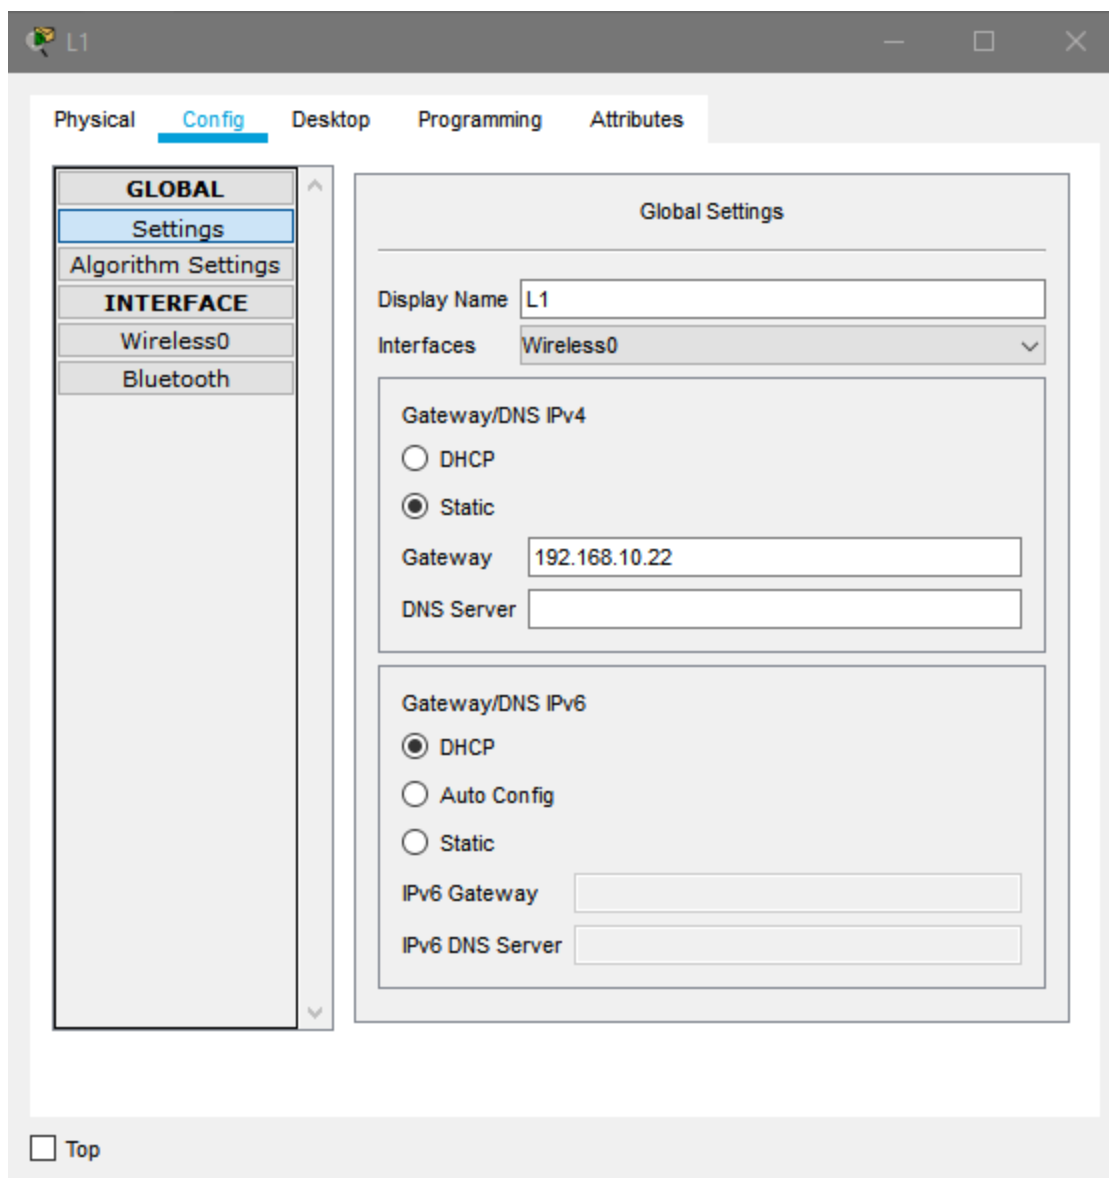 L1
Physical Config Desktop Programming Attributes
GLOBAL
Settings
Algorithm Settings
INTERFACE
Wireless0
Bluetooth
Global Settings
Display Name L1
Interfaces Wireless0
Gateway/DNS IPv4
DHCP
Static
Gateway 192.168.10.22
DNS Server
Gateway/DNS IPv6
DHCP
Auto Config
Static
IPv6 Gateway
IPv6 DNS Server
Top